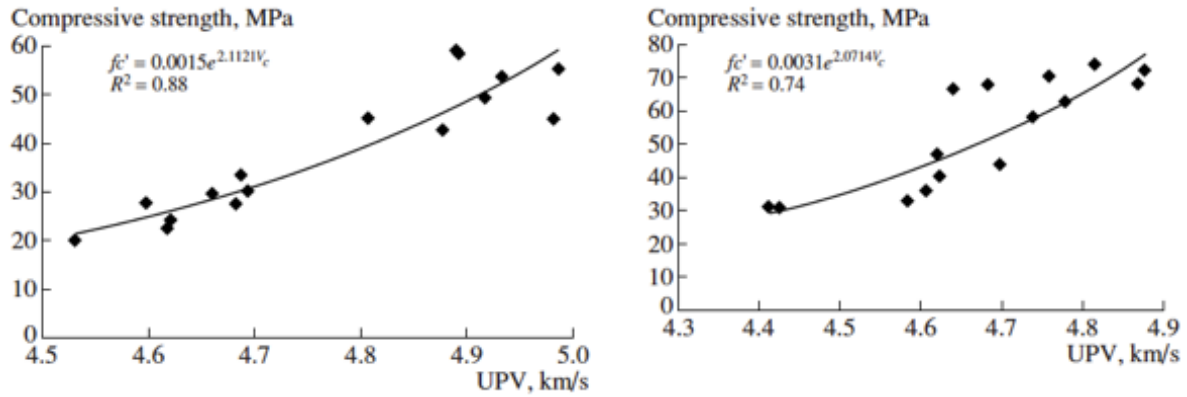 Compressive strength, MPa
60
fc' = 0.0015e^2.1121V_c
R² = 0.88
50
40
30
20
10
0
4.5 4.6 4.7 4.8 4.9 5.0
UPV, km/s
Compressive strength, MPa
80
fc' = 0.0031e^2.0714V_c
R² = 0.74
70
60
50
40
30
20
10
0
4.3 4.4 4.5 4.6 4.7 4.8 4.9
UPV, km/s